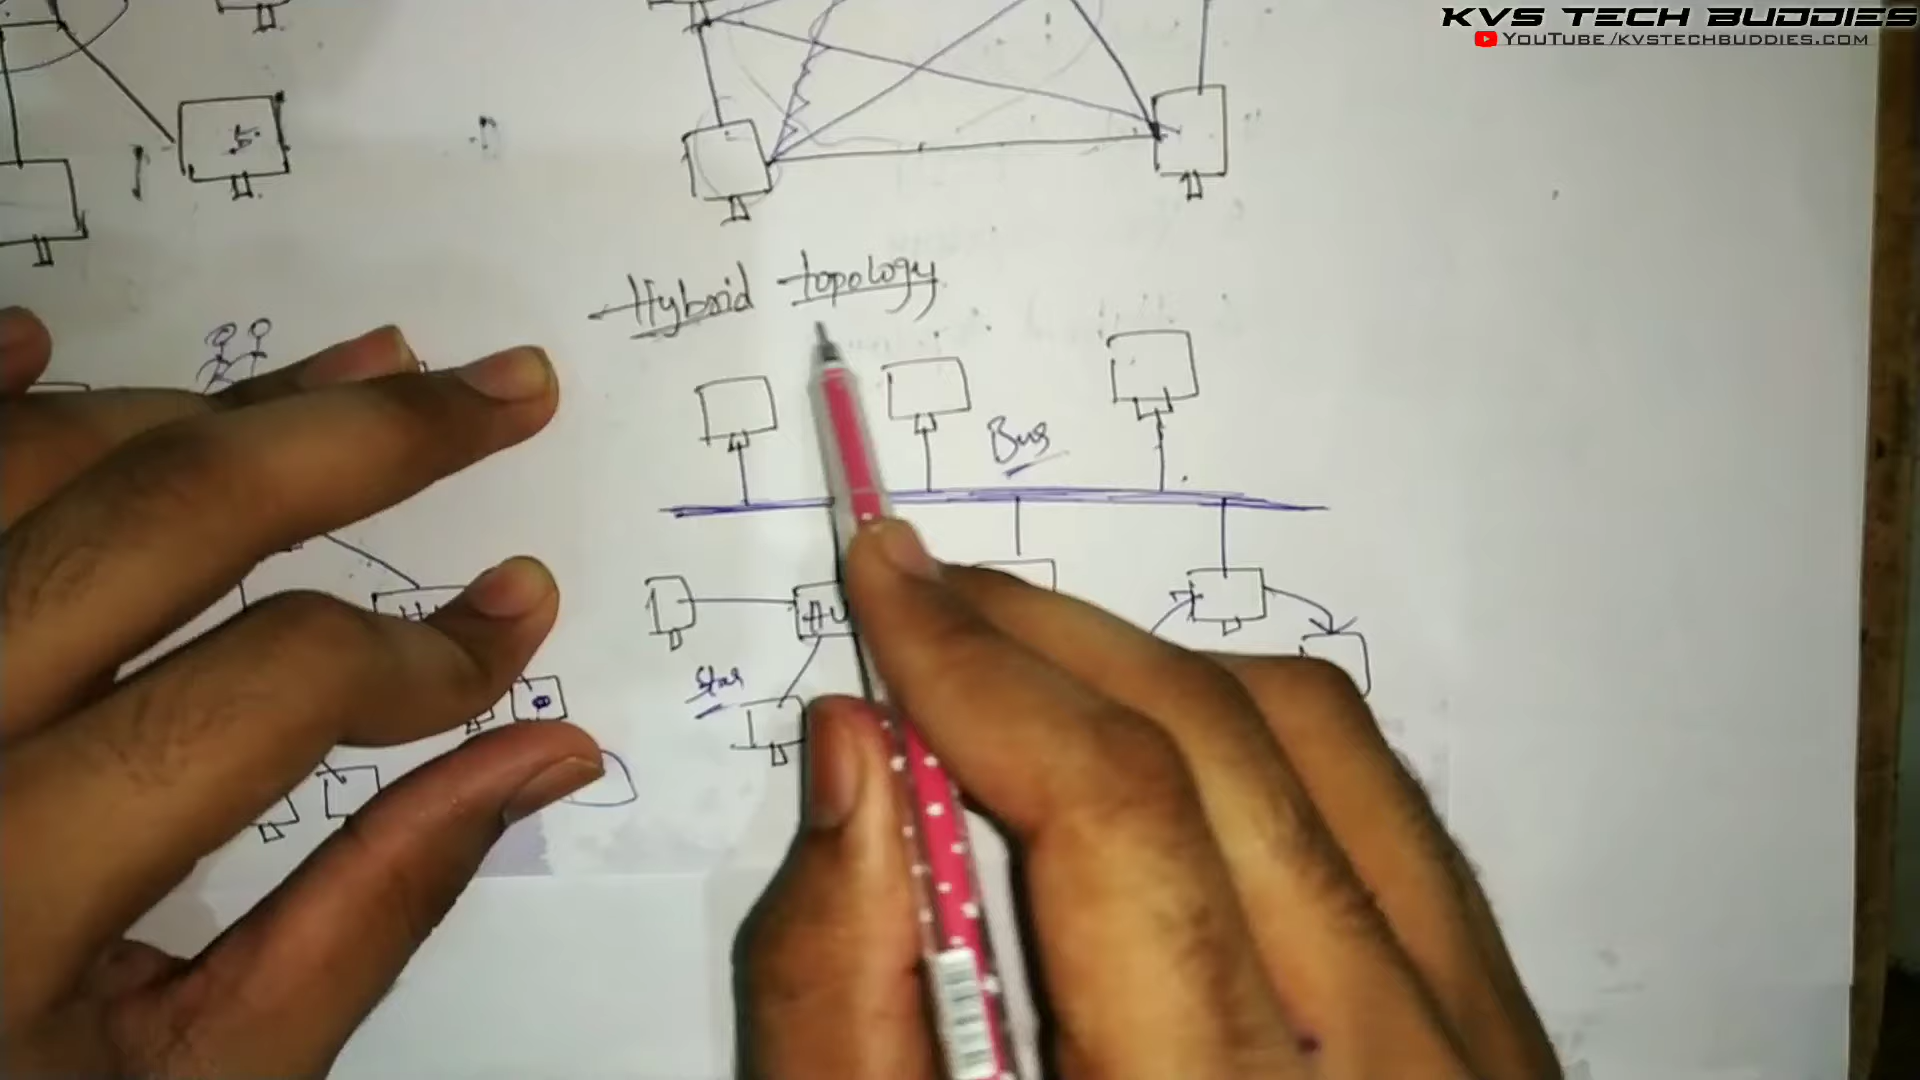 KVS TECH BUDDIES
YouTube/kvstechbuddies.com
Hybrid topology
Bus
Star